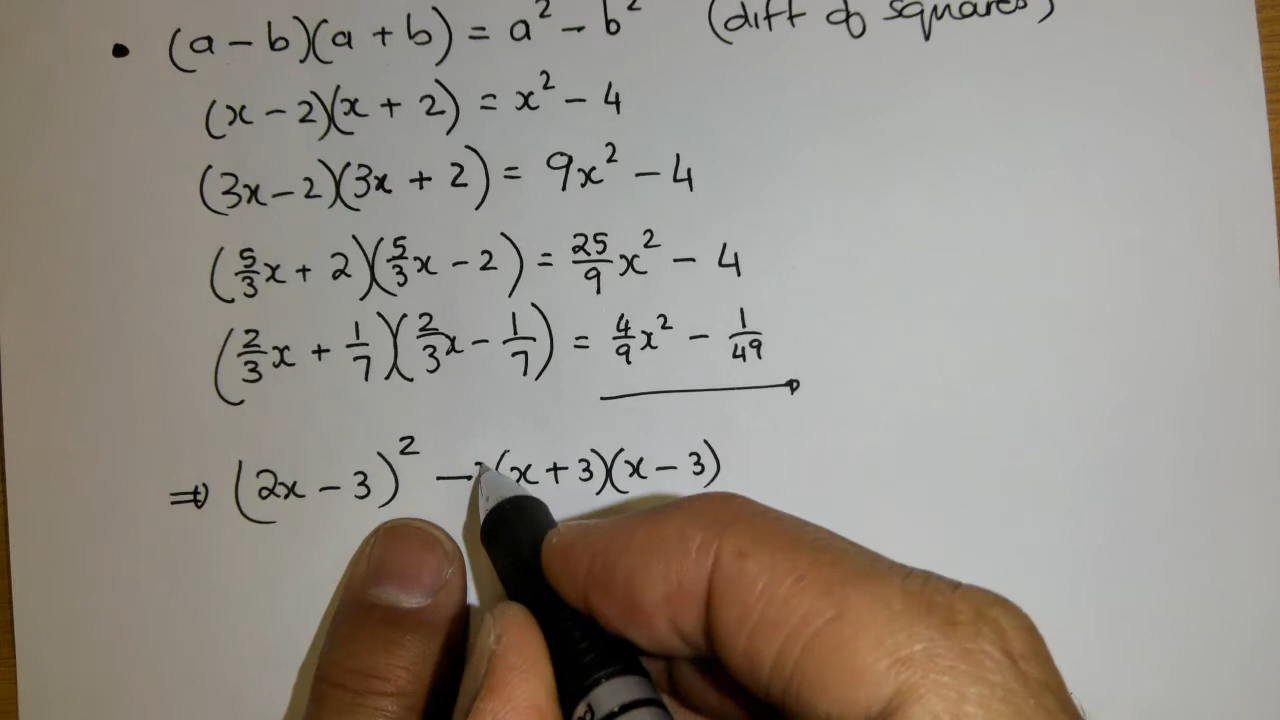 • (a − b)(a + b) = a² − b² (diff of squares)
(x − 2)(x + 2) = x² − 4
(3x − 2)(3x + 2) = 9x² − 4
(5/3x + 2)(5/3x − 2) = 25/9x² − 4
(2/3x + 1/7)(2/3x − 1/7) = 4/9x² − 1/49
⇒ (2x − 3)² − (x + 3)(x − 3)